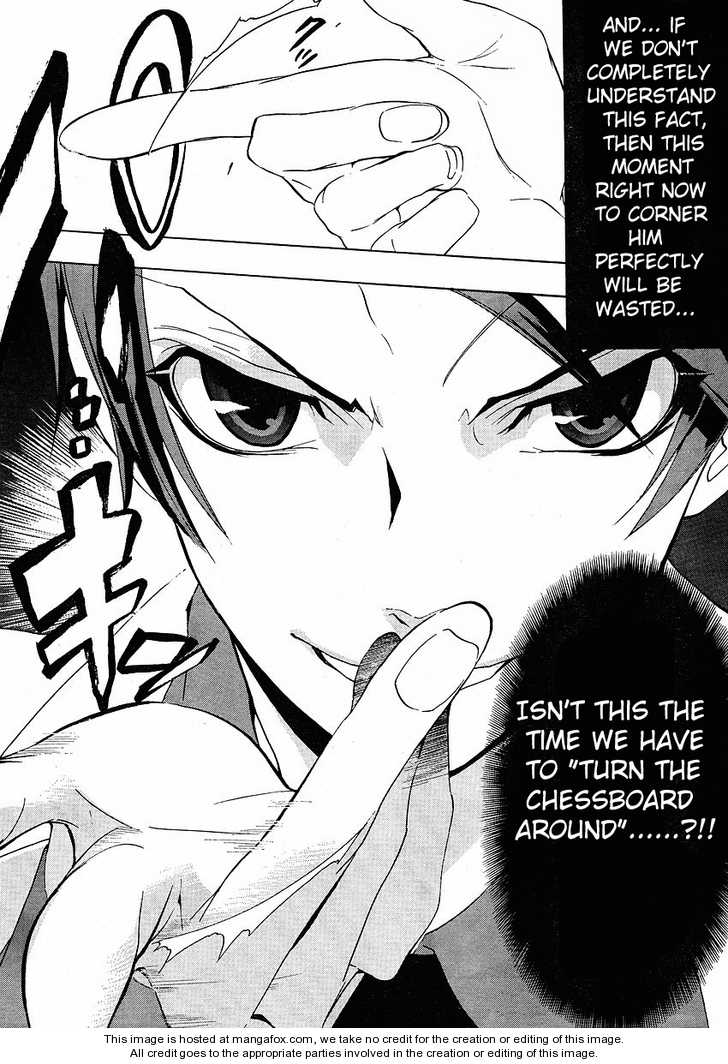 AND... IF
WE DON'T
COMPLETELY
UNDERSTAND
THIS FACT,
THEN THIS
MOMENT
RIGHT NOW
TO CORNER
HIM
PERFECTLY
WILL BE
WASTED...
キン
ISN'T THIS THE
TIME WE HAVE
TO "TURN THE
CHESSBOARD
AROUND"......?!!
This image is hosted at mangafox.com, we take no credit for the creation or editing of this image.
All credit goes to the appropriate parties involved in the creation or editing of this image.